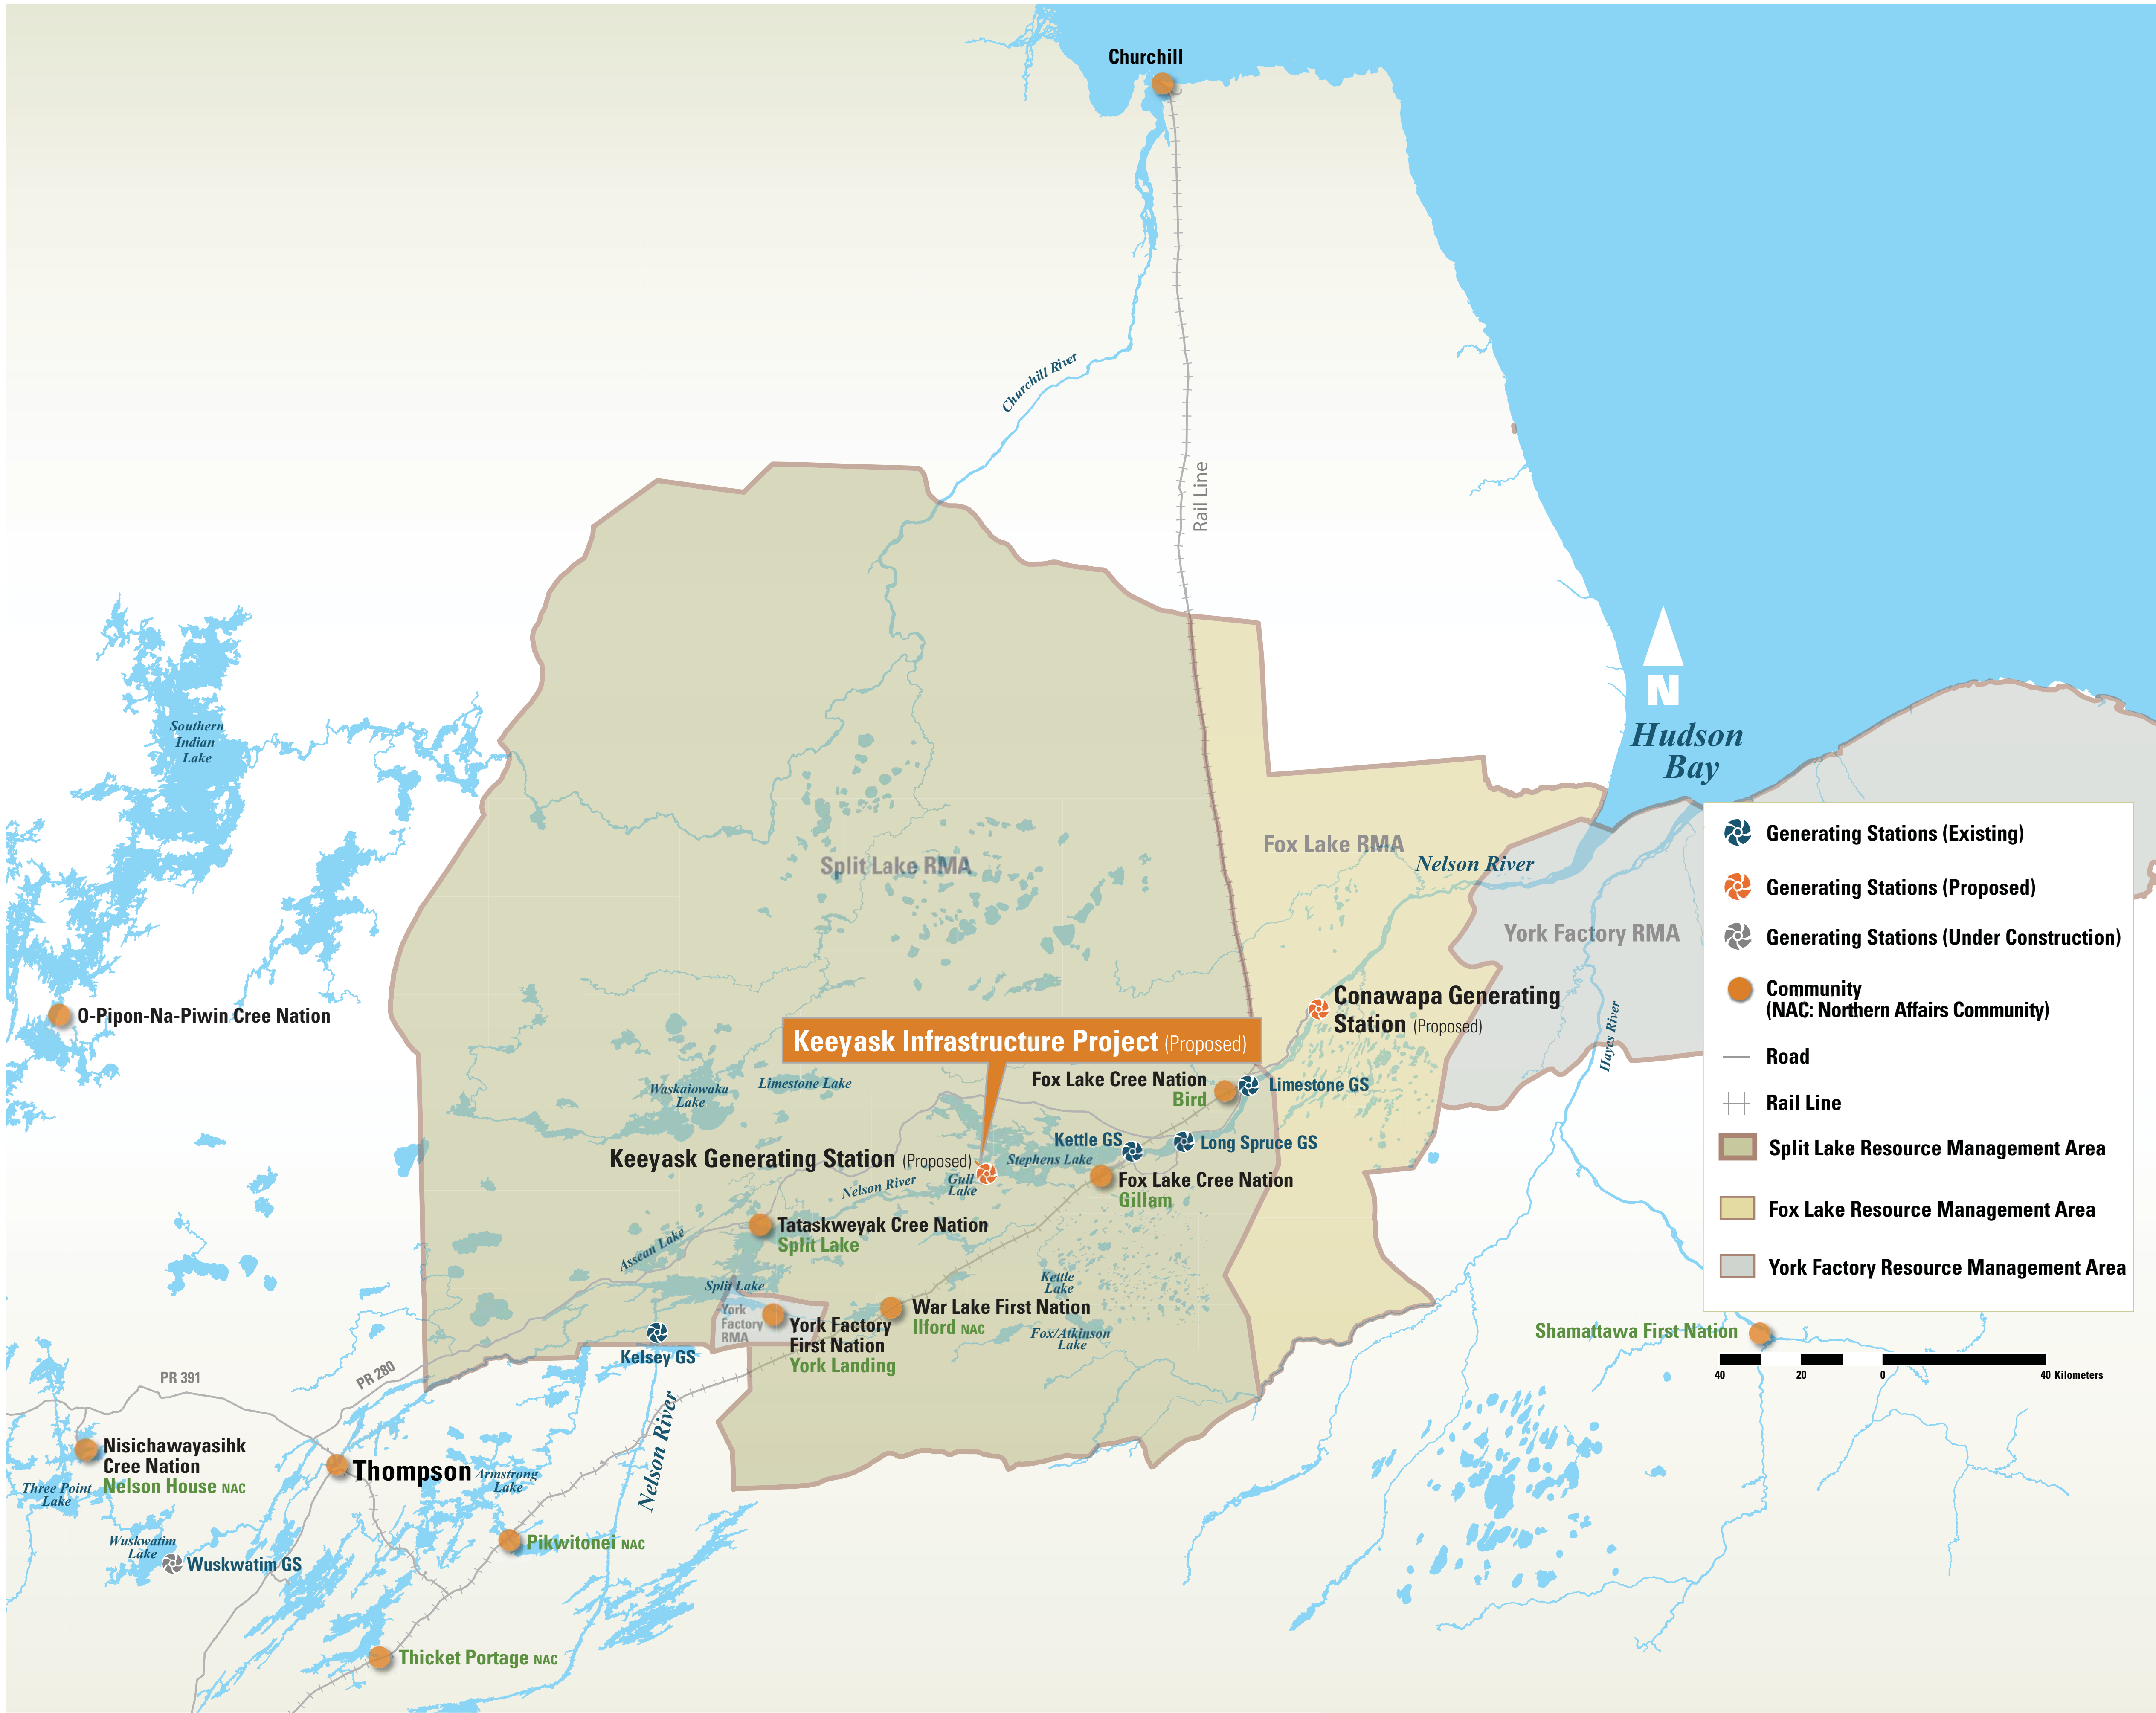 Churchill
Churchill River
Rail Line
N
Hudson
Bay
Southern
Indian
Lake
Split Lake RMA
Fox Lake RMA
Nelson River
York Factory RMA
Hayes River
O-Pipon-Na-Piwin Cree Nation
Conawapa Generating
Station (Proposed)
Keeyask Infrastructure Project (Proposed)
Waskaiowaka
Lake
Limestone Lake
Fox Lake Cree Nation
Bird
Limestone GS
Kettle GS
Long Spruce GS
Keeyask Generating Station (Proposed)
Stephens Lake
Gull
Lake
Nelson River
Fox Lake Cree Nation
Gillam
Tataskweyak Cree Nation
Split Lake
Assean Lake
Split Lake
Kettle
Lake
York
Factory
RMA
York Factory
First Nation
York Landing
War Lake First Nation
Ilford NAC
Fox/Atkinson
Lake
Kelsey GS
PR 391
PR 280
Nelson River
Nisichawayasihk
Cree Nation
Nelson House NAC
Three Point
Lake
Thompson
Armstrong
Lake
Wuskwatim
Lake
Wuskwatim GS
Pikwitonei NAC
Thicket Portage NAC
Generating Stations (Existing)
Generating Stations (Proposed)
Generating Stations (Under Construction)
Community
(NAC: Northern Affairs Community)
Road
Rail Line
Split Lake Resource Management Area
Fox Lake Resource Management Area
York Factory Resource Management Area
Shamattawa First Nation
40 20 0 40 Kilometers